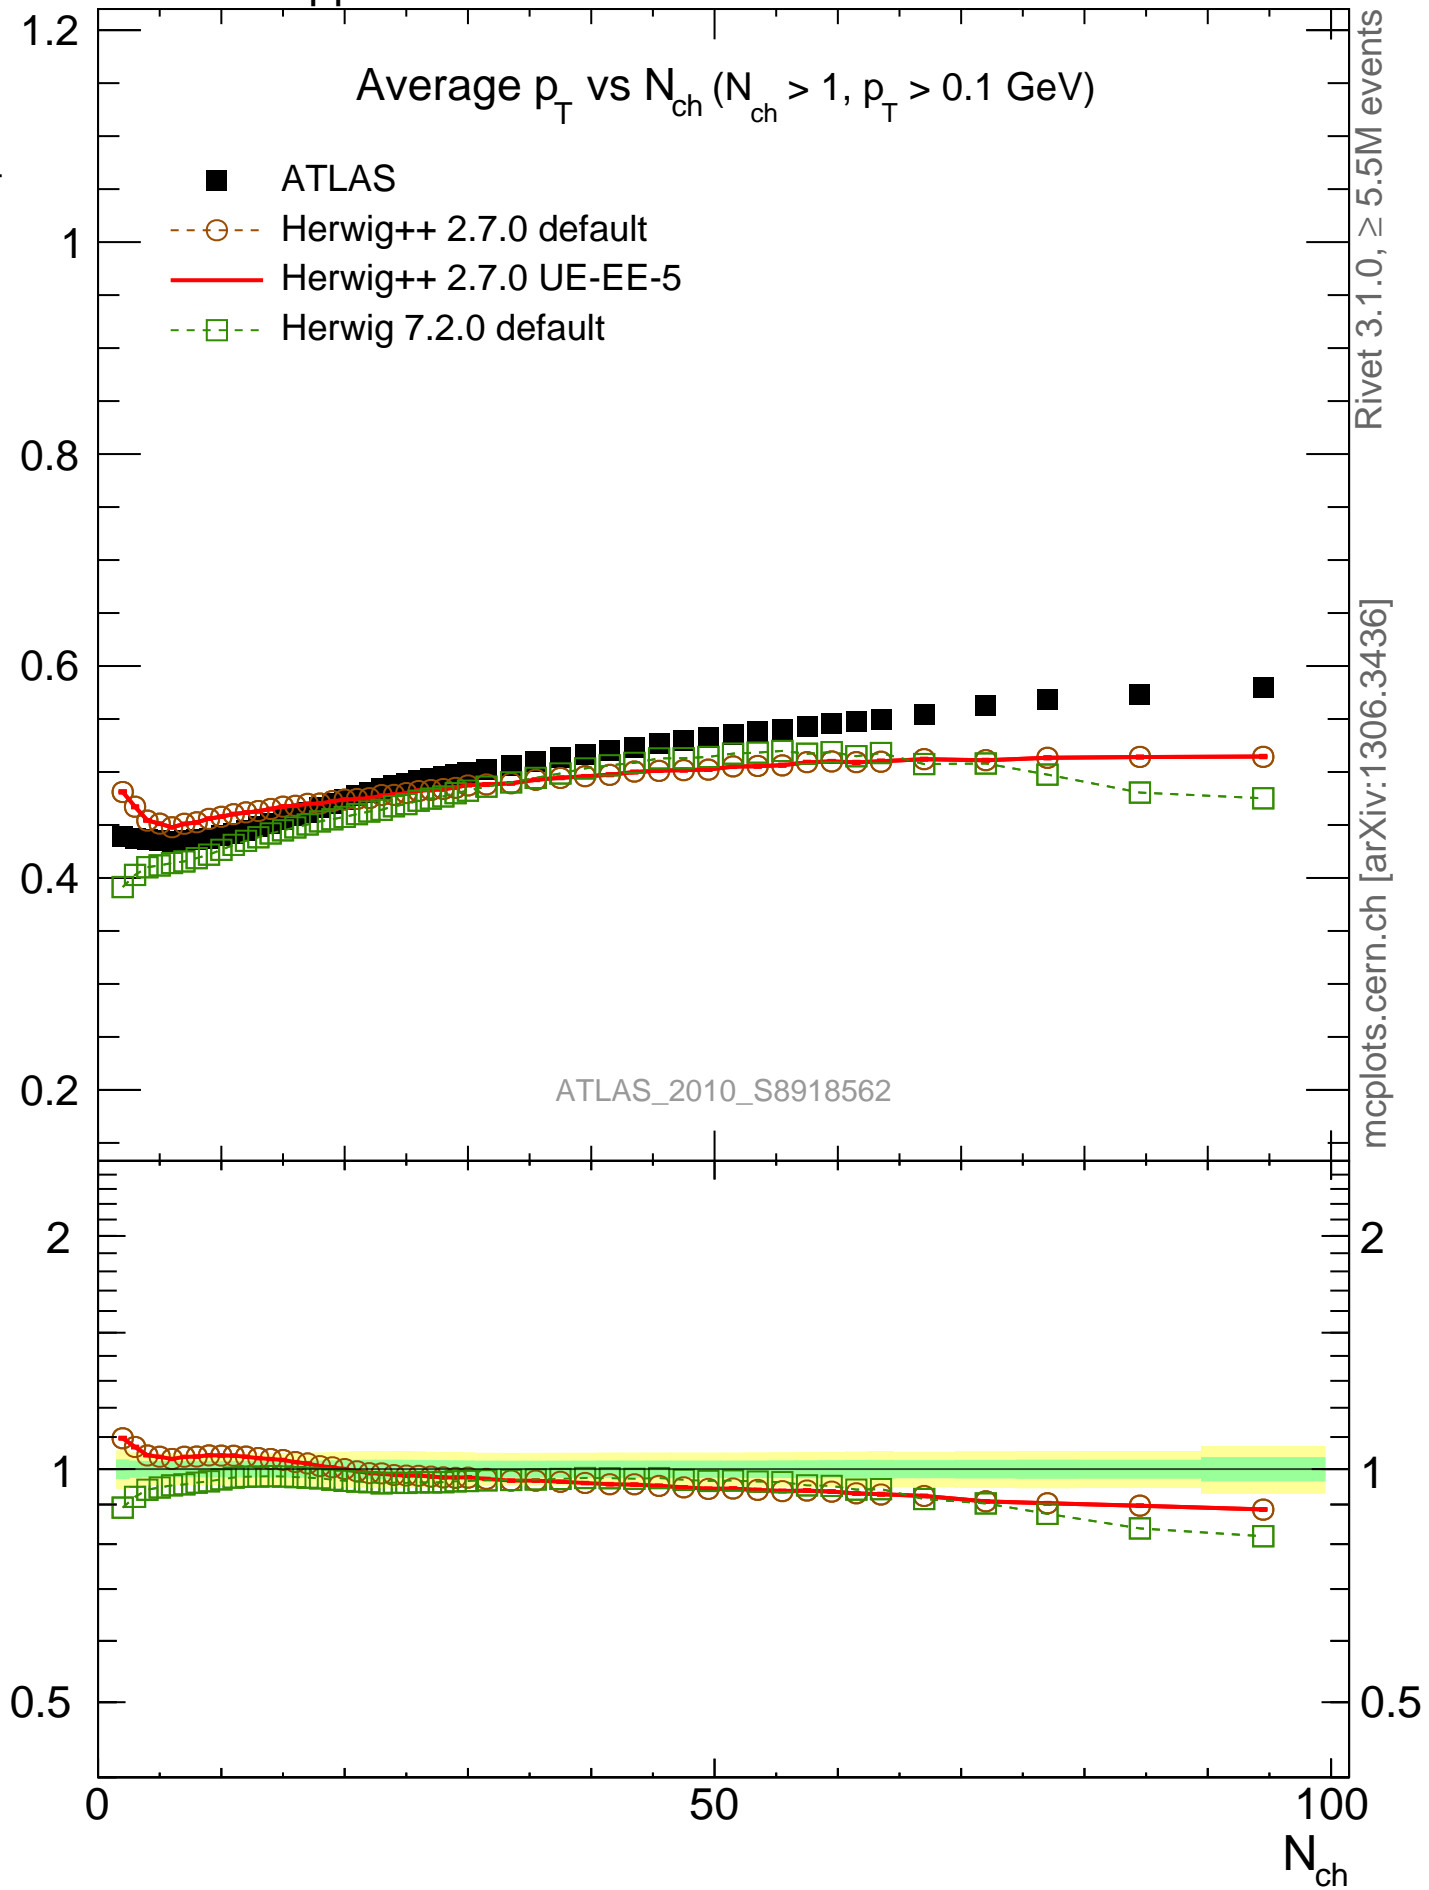 Average p_T vs N_ch (N_ch > 1, p_T > 0.1 GeV)
ATLAS
Herwig++ 2.7.0 default
Herwig++ 2.7.0 UE-EE-5
Herwig 7.2.0 default
1.2
1
0.8
0.6
0.4
0.2
ATLAS_2010_S8918562
Rivet 3.1.0, ≥ 5.5M events
mcplots.cern.ch [arXiv:1306.3436]
2
1
0.5
2
1
0.5
0
50
100
N_ch